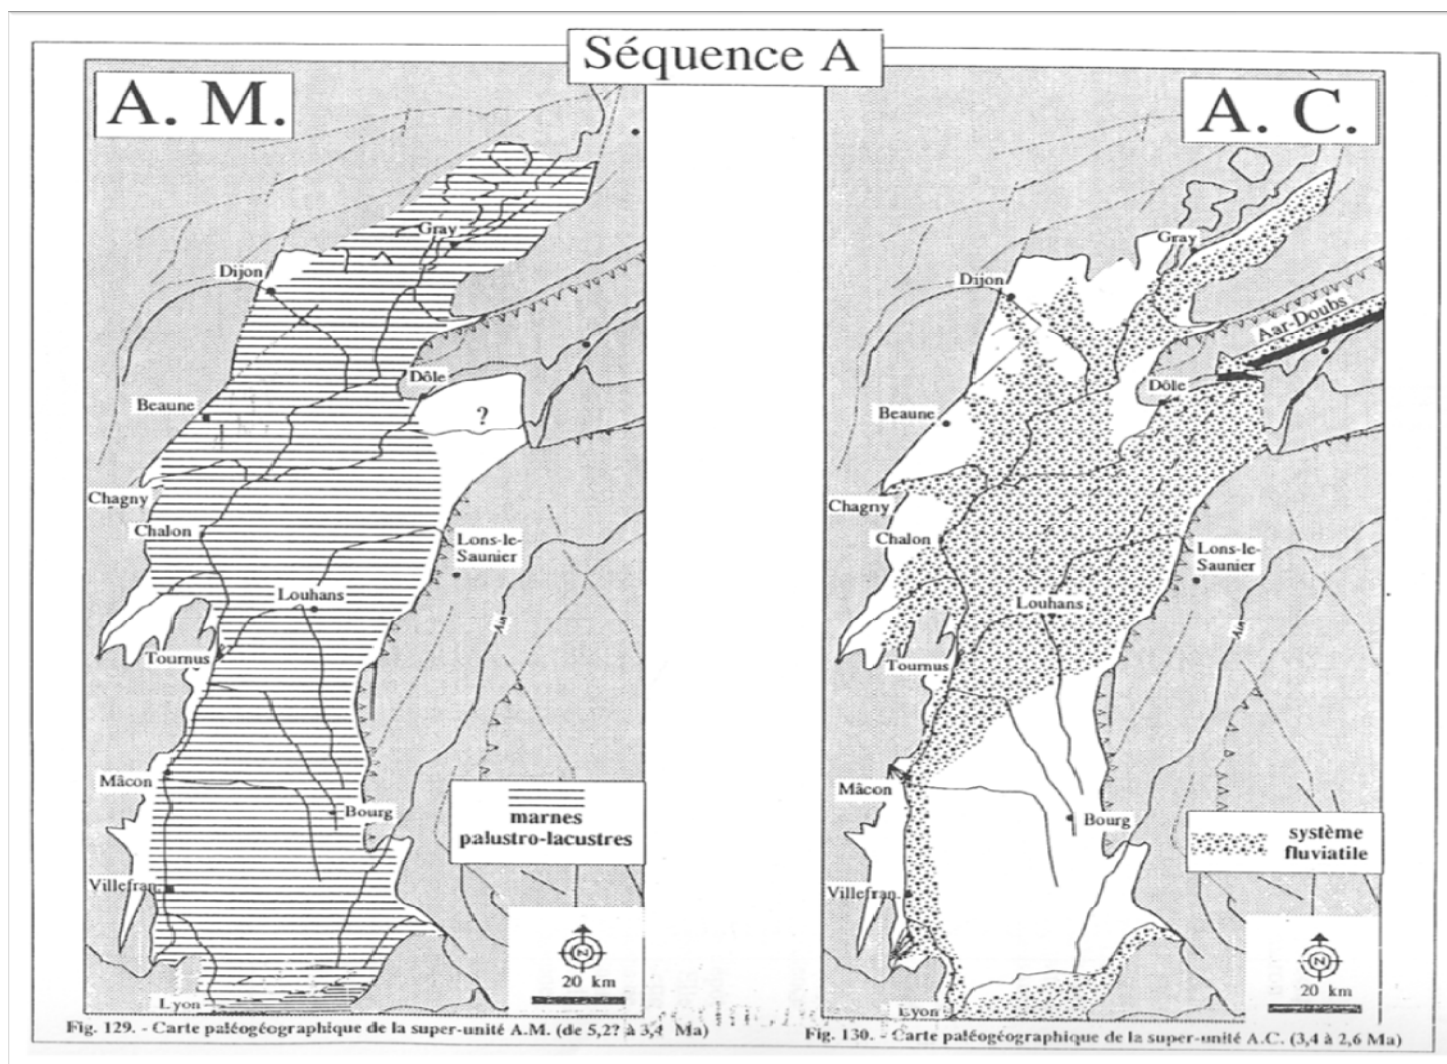 Séquence A
A. M.
Gray
Dijon
Dôle
Beaune
?
Chagny
Chalon
Lons-le-
Saunier
Louhans
Ain
Tournus
Mâcon
Bourg
marnes
palustro-lacustres
Villefran.
N
20 km
Lyon
Fig. 129. - Carte paléogéographique de la super-unité A.M. (de 5,2? à 3,4 Ma)
A. C.
Gray
Dijon
Aar-Doubs
Dôle
Beaune
Chagny
Chalon
Lons-le-
Saunier
Louhans
Ain
Tournus
Mâcon
Bourg
système
fluviatile
Villefran.
N
20 km
Lyon
Fig. 130. - Carte paléogéographique de la super-unité A.C. (3,4 à 2,6 Ma)